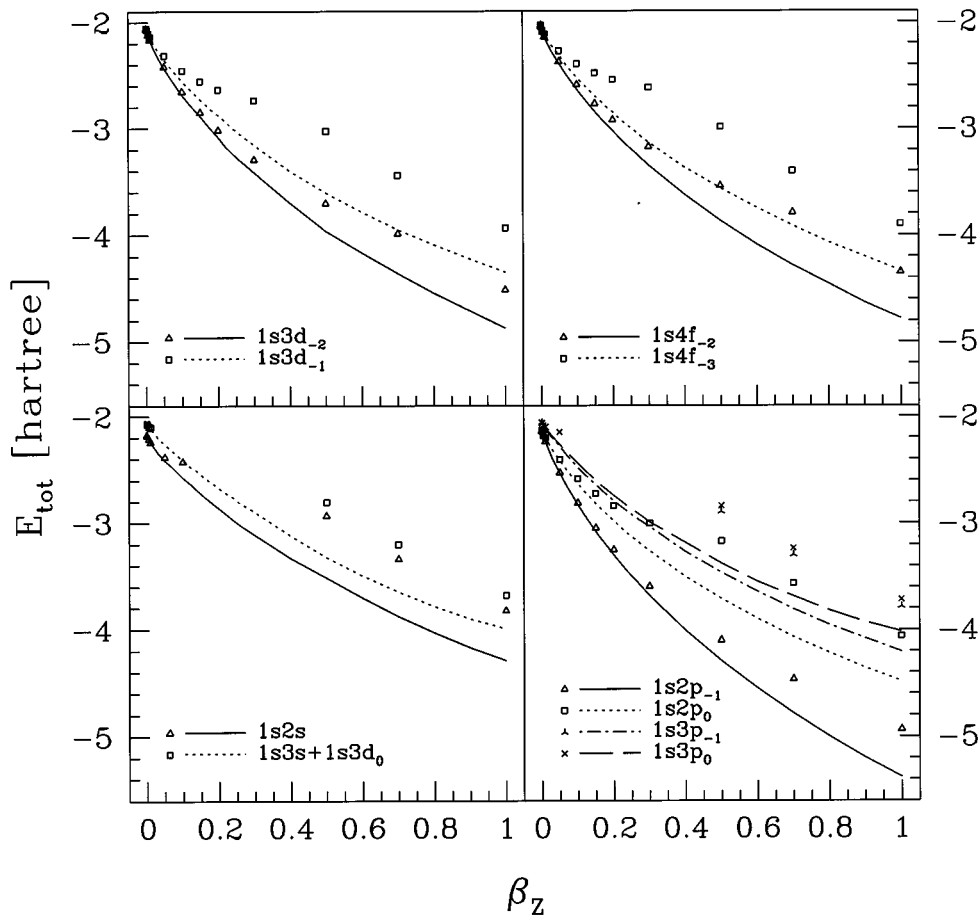 −2
−3
−4
−5
1s3d₋₂
1s3d₋₁
−2
−3
−4
−5
1s4f₋₂
1s4f₋₃
E_tot [hartree]
−2
−3
−4
−5
1s2s
1s3s+1s3d₀
0 0.2 0.4 0.6 0.8 1
−2
−3
−4
−5
1s2p₋₁
1s2p₀
1s3p₋₁
1s3p₀
0 0.2 0.4 0.6 0.8 1
β_Z